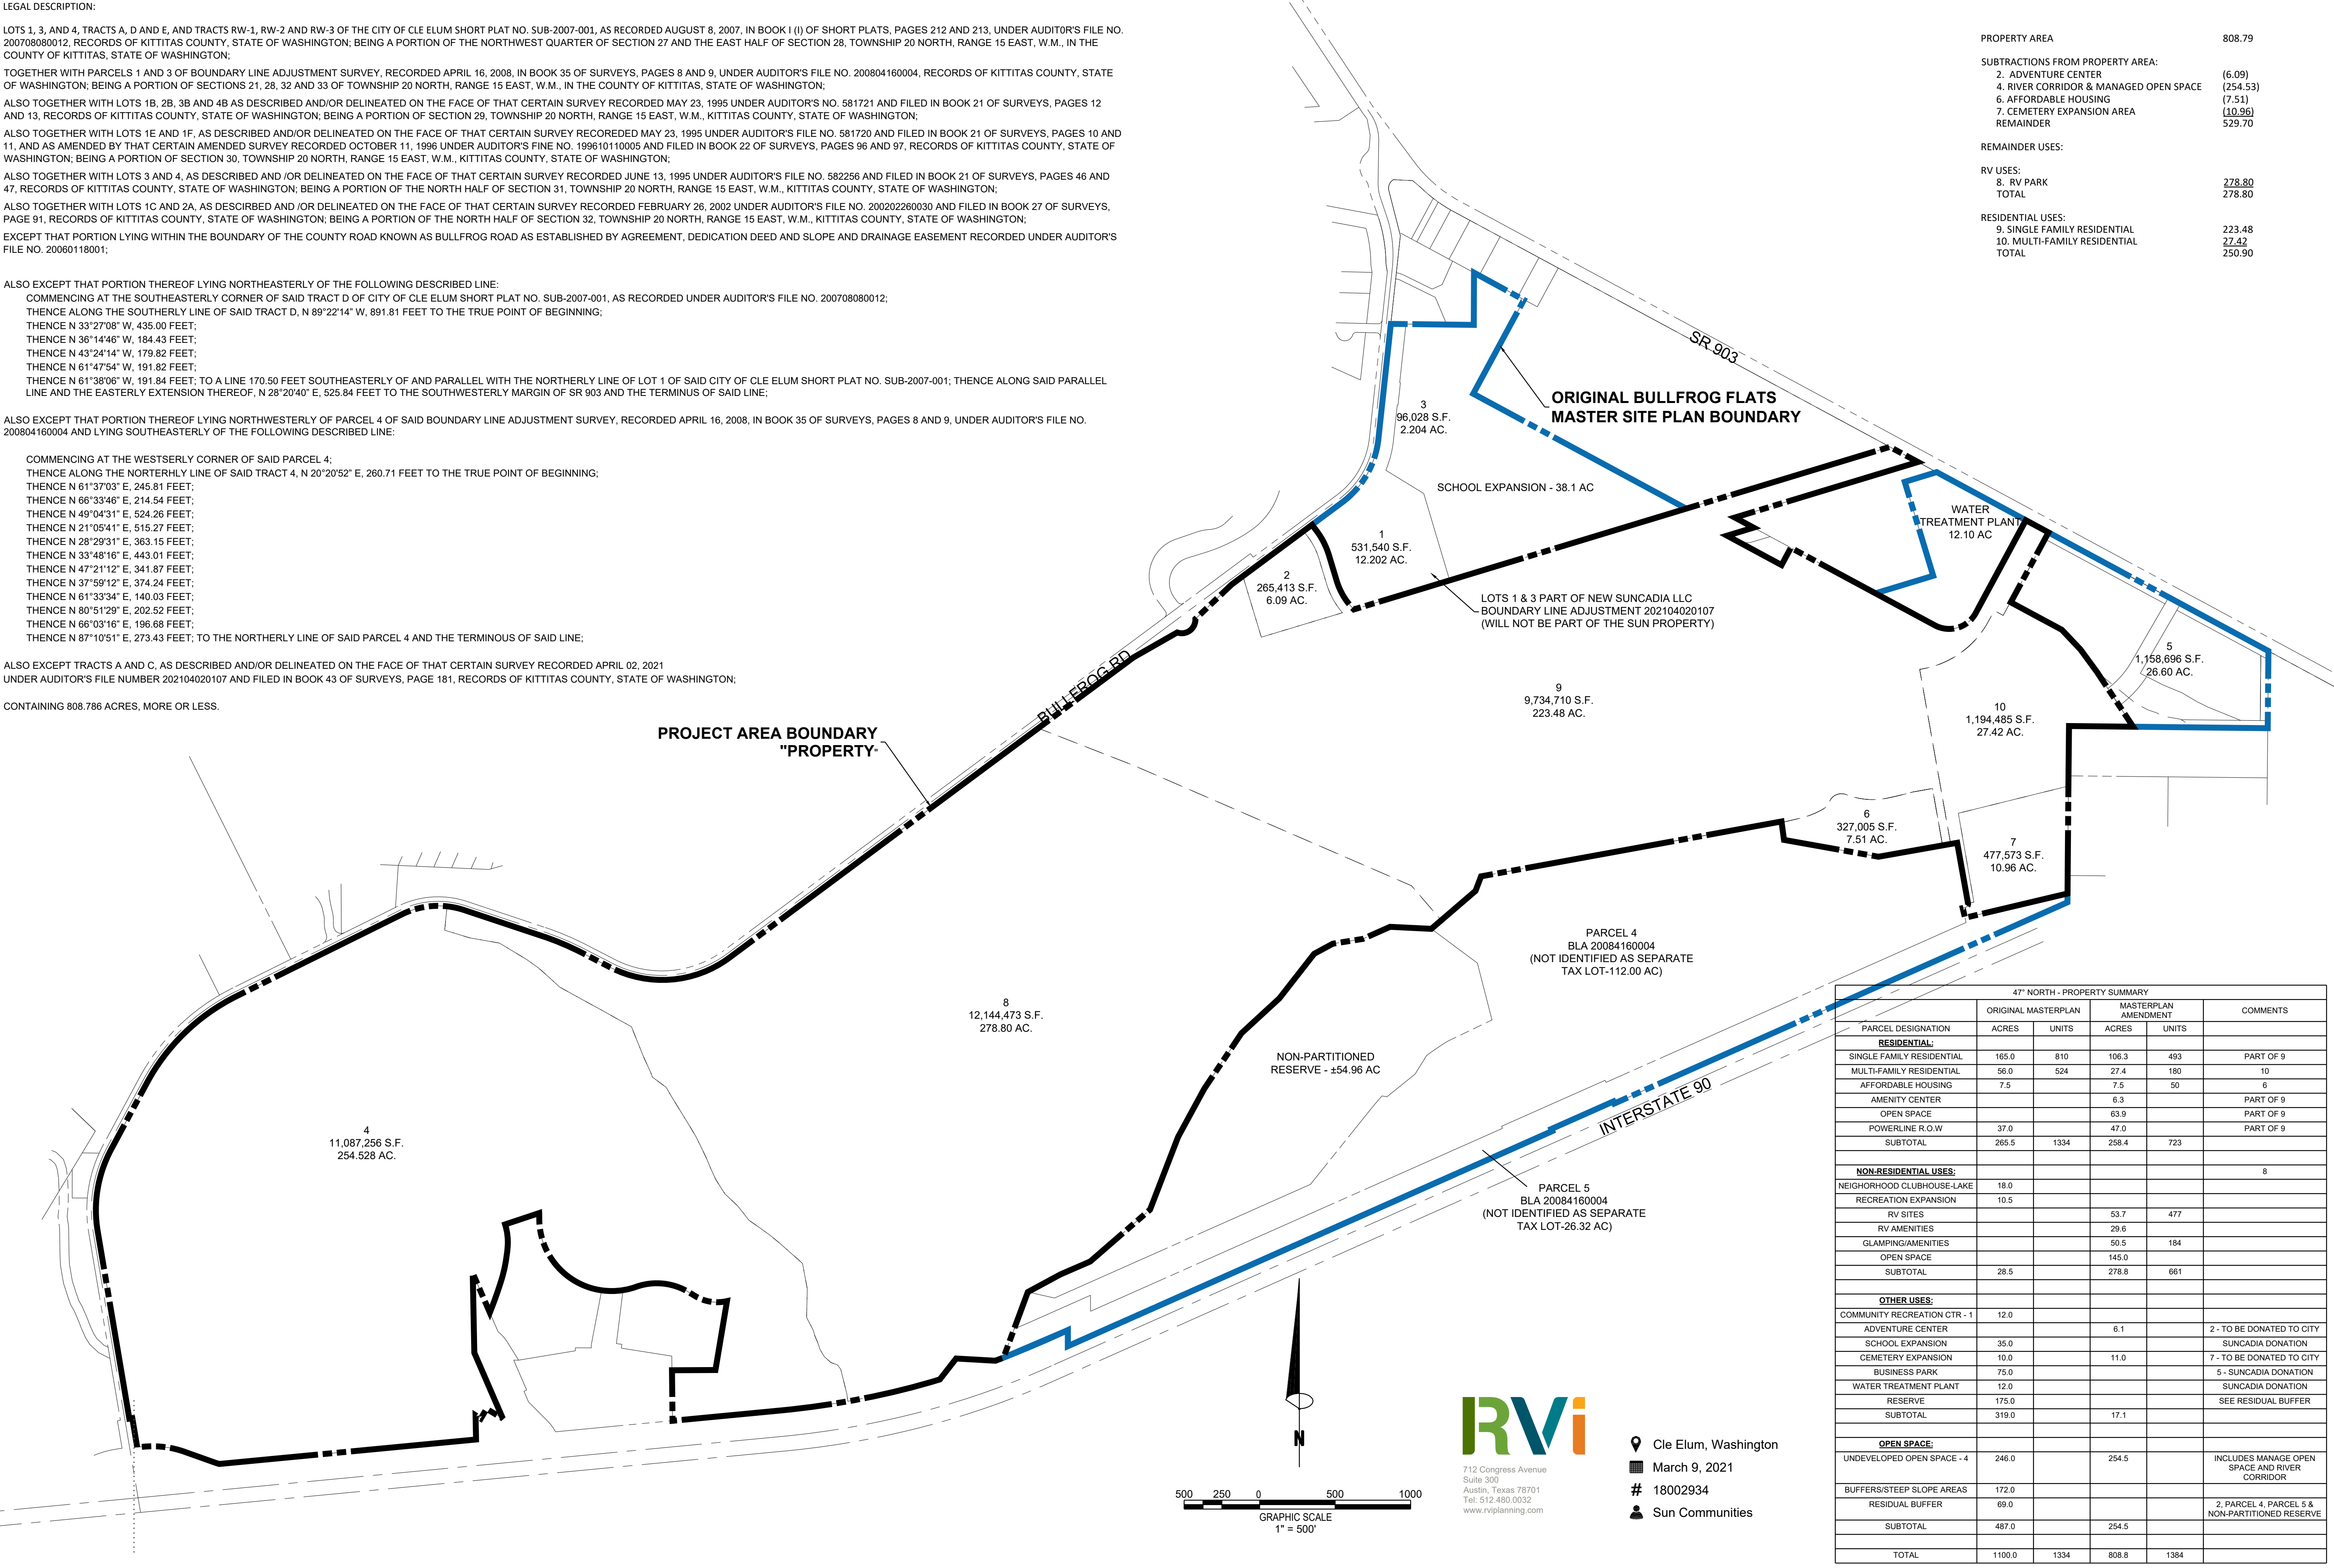 LEGAL DESCRIPTION:
LOTS 1, 3, AND 4, TRACTS A, D AND E, AND TRACTS RW-1, RW-2 AND RW-3 OF THE CITY OF CLE ELUM SHORT PLAT NO. SUB-2007-001, AS RECORDED AUGUST 8, 2007, IN BOOK I (I) OF SHORT PLATS, PAGES 212 AND 213, UNDER AUDITOR'S FILE NO.
200708080012, RECORDS OF KITTITAS COUNTY, STATE OF WASHINGTON; BEING A PORTION OF THE NORTHWEST QUARTER OF SECTION 27 AND THE EAST HALF OF SECTION 28, TOWNSHIP 20 NORTH, RANGE 15 EAST, W.M., IN THE
COUNTY OF KITTITAS, STATE OF WASHINGTON;
TOGETHER WITH PARCELS 1 AND 3 OF BOUNDARY LINE ADJUSTMENT SURVEY, RECORDED APRIL 16, 2008, IN BOOK 35 OF SURVEYS, PAGES 8 AND 9, UNDER AUDITOR'S FILE NO. 200804160004, RECORDS OF KITTITAS COUNTY, STATE
OF WASHINGTON; BEING A PORTION OF SECTIONS 21, 28, 32 AND 33 OF TOWNSHIP 20 NORTH, RANGE 15 EAST, W.M., IN THE COUNTY OF KITTITAS, STATE OF WASHINGTON;
ALSO TOGETHER WITH LOTS 1B, 2B, 3B AND 4B AS DESCRIBED AND/OR DELINEATED ON THE FACE OF THAT CERTAIN SURVEY RECORDED MAY 23, 1995 UNDER AUDITOR'S NO. 581721 AND FILED IN BOOK 21 OF SURVEYS, PAGES 12
AND 13, RECORDS OF KITTITAS COUNTY, STATE OF WASHINGTON; BEING A PORTION OF SECTION 29, TOWNSHIP 20 NORTH, RANGE 15 EAST, W.M., KITTITAS COUNTY, STATE OF WASHINGTON;
ALSO TOGETHER WITH LOTS 1E AND 1F, AS DESCRIBED AND/OR DELINEATED ON THE FACE OF THAT CERTAIN SURVEY RECOREDED MAY 23, 1995 UNDER AUDITOR'S FILE NO. 581720 AND FILED IN BOOK 21 OF SURVEYS, PAGES 10 AND
11, AND AS AMENDED BY THAT CERTAIN AMENDED SURVEY RECORDED OCTOBER 11, 1996 UNDER AUDITOR'S FINE NO. 199610110005 AND FILED IN BOOK 22 OF SURVEYS, PAGES 96 AND 97, RECORDS OF KITTITAS COUNTY, STATE OF
WASHINGTON; BEING A PORTION OF SECTION 30, TOWNSHIP 20 NORTH, RANGE 15 EAST, W.M., KITTITAS COUNTY, STATE OF WASHINGTON;
ALSO TOGETHER WITH LOTS 3 AND 4, AS DESCRIBED AND /OR DELINEATED ON THE FACE OF THAT CERTAIN SURVEY RECORDED JUNE 13, 1995 UNDER AUDITOR'S FILE NO. 582256 AND FILED IN BOOK 21 OF SURVEYS, PAGES 46 AND
47, RECORDS OF KITTITAS COUNTY, STATE OF WASHINGTON; BEING A PORTION OF THE NORTH HALF OF SECTION 31, TOWNSHIP 20 NORTH, RANGE 15 EAST, W.M., KITTITAS COUNTY, STATE OF WASHINGTON;
ALSO TOGETHER WITH LOTS 1C AND 2A, AS DESCIRBED AND /OR DELINEATED ON THE FACE OF THAT CERTAIN SURVEY RECORDED FEBRUARY 26, 2002 UNDER AUDITOR'S FILE NO. 200202260030 AND FILED IN BOOK 27 OF SURVEYS,
PAGE 91, RECORDS OF KITTITAS COUNTY, STATE OF WASHINGTON; BEING A PORTION OF THE NORTH HALF OF SECTION 32, TOWNSHIP 20 NORTH, RANGE 15 EAST, W.M., KITTITAS COUNTY, STATE OF WASHINGTON;
EXCEPT THAT PORTION LYING WITHIN THE BOUNDARY OF THE COUNTY ROAD KNOWN AS BULLFROG ROAD AS ESTABLISHED BY AGREEMENT, DEDICATION DEED AND SLOPE AND DRAINAGE EASEMENT RECORDED UNDER AUDITOR'S
FILE NO. 20060118001;
ALSO EXCEPT THAT PORTION THEREOF LYING NORTHEASTERLY OF THE FOLLOWING DESCRIBED LINE:
COMMENCING AT THE SOUTHEASTERLY CORNER OF SAID TRACT D OF CITY OF CLE ELUM SHORT PLAT NO. SUB-2007-001, AS RECORDED UNDER AUDITOR'S FILE NO. 200708080012;
THENCE ALONG THE SOUTHERLY LINE OF SAID TRACT D, N 89°22'14" W, 891.81 FEET TO THE TRUE POINT OF BEGINNING;
THENCE N 33°27'08" W, 435.00 FEET;
THENCE N 36°14'46" W, 184.43 FEET;
THENCE N 43°24'14" W, 179.82 FEET;
THENCE N 61°47'54" W, 191.82 FEET;
THENCE N 61°38'06" W, 191.84 FEET; TO A LINE 170.50 FEET SOUTHEASTERLY OF AND PARALLEL WITH THE NORTHERLY LINE OF LOT 1 OF SAID CITY OF CLE ELUM SHORT PLAT NO. SUB-2007-001; THENCE ALONG SAID PARALLEL
LINE AND THE EASTERLY EXTENSION THEREOF, N 28°20'40" E, 525.84 FEET TO THE SOUTHWESTERLY MARGIN OF SR 903 AND THE TERMINUS OF SAID LINE;
ALSO EXCEPT THAT PORTION THEREOF LYING NORTHWESTERLY OF PARCEL 4 OF SAID BOUNDARY LINE ADJUSTMENT SURVEY, RECORDED APRIL 16, 2008, IN BOOK 35 OF SURVEYS, PAGES 8 AND 9, UNDER AUDITOR'S FILE NO.
200804160004 AND LYING SOUTHEASTERLY OF THE FOLLOWING DESCRIBED LINE:
COMMENCING AT THE WESTSERLY CORNER OF SAID PARCEL 4;
THENCE ALONG THE NORTERHLY LINE OF SAID TRACT 4, N 20°20'52" E, 260.71 FEET TO THE TRUE POINT OF BEGINNING;
THENCE N 61°37'03" E, 245.81 FEET;
THENCE N 66°33'46" E, 214.54 FEET;
THENCE N 49°04'31" E, 524.26 FEET;
THENCE N 21°05'41" E, 515.27 FEET;
THENCE N 28°29'31" E, 363.15 FEET;
THENCE N 33°48'16" E, 443.01 FEET;
THENCE N 47°21'12" E, 341.87 FEET;
THENCE N 37°59'12" E, 374.24 FEET;
THENCE N 61°33'34" E, 140.03 FEET;
THENCE N 80°51'29" E, 202.52 FEET;
THENCE N 66°03'16" E, 196.68 FEET;
THENCE N 87°10'51" E, 273.43 FEET; TO THE NORTHERLY LINE OF SAID PARCEL 4 AND THE TERMINOUS OF SAID LINE;
ALSO EXCEPT TRACTS A AND C, AS DESCRIBED AND/OR DELINEATED ON THE FACE OF THAT CERTAIN SURVEY RECORDED APRIL 02, 2021
UNDER AUDITOR'S FILE NUMBER 202104020107 AND FILED IN BOOK 43 OF SURVEYS, PAGE 181, RECORDS OF KITTITAS COUNTY, STATE OF WASHINGTON;
CONTAINING 808.786 ACRES, MORE OR LESS.
PROPERTY AREA 808.79
SUBTRACTIONS FROM PROPERTY AREA:
2. ADVENTURE CENTER (6.09)
4. RIVER CORRIDOR & MANAGED OPEN SPACE (254.53)
6. AFFORDABLE HOUSING (7.51)
7. CEMETERY EXPANSION AREA (10.96)
REMAINDER 529.70
REMAINDER USES:
RV USES:
8. RV PARK 278.80
TOTAL 278.80
RESIDENTIAL USES:
9. SINGLE FAMILY RESIDENTIAL 223.48
10. MULTI-FAMILY RESIDENTIAL 27.42
TOTAL 250.90
SR 903
ORIGINAL BULLFROG FLATS
MASTER SITE PLAN BOUNDARY
3
96,028 S.F.
2.204 AC.
SCHOOL EXPANSION - 38.1 AC
WATER
TREATMENT PLANT
12.10 AC
1
531,540 S.F.
12.202 AC.
2
265,413 S.F.
6.09 AC.
LOTS 1 & 3 PART OF NEW SUNCADIA LLC
BOUNDARY LINE ADJUSTMENT 202104020107
(WILL NOT BE PART OF THE SUN PROPERTY)
5
1,158,696 S.F.
26.60 AC.
BULLFROG RD
9
9,734,710 S.F.
223.48 AC.
10
1,194,485 S.F.
27.42 AC.
PROJECT AREA BOUNDARY
"PROPERTY"
6
327,005 S.F.
7.51 AC.
7
477,573 S.F.
10.96 AC.
PARCEL 4
BLA 20084160004
(NOT IDENTIFIED AS SEPARATE
TAX LOT-112.00 AC)
8
12,144,473 S.F.
278.80 AC.
NON-PARTITIONED
RESERVE - ±54.96 AC
INTERSTATE 90
4
11,087,256 S.F.
254.528 AC.
PARCEL 5
BLA 20084160004
(NOT IDENTIFIED AS SEPARATE
TAX LOT-26.32 AC)
47° NORTH - PROPERTY SUMMARY
ORIGINAL MASTERPLAN MASTERPLAN AMENDMENT COMMENTS
PARCEL DESIGNATION ACRES UNITS ACRES UNITS
RESIDENTIAL:
SINGLE FAMILY RESIDENTIAL 165.0 810 106.3 493 PART OF 9
MULTI-FAMILY RESIDENTIAL 56.0 524 27.4 180 10
AFFORDABLE HOUSING 7.5 7.5 50 6
AMENITY CENTER 6.3 PART OF 9
OPEN SPACE 63.9 PART OF 9
POWERLINE R.O.W 37.0 47.0 PART OF 9
SUBTOTAL 265.5 1334 258.4 723
NON-RESIDENTIAL USES: 8
NEIGHORHOOD CLUBHOUSE-LAKE 18.0
RECREATION EXPANSION 10.5
RV SITES 53.7 477
RV AMENITIES 29.6
GLAMPING/AMENITIES 50.5 184
OPEN SPACE 145.0
SUBTOTAL 28.5 278.8 661
OTHER USES:
COMMUNITY RECREATION CTR - 1 12.0
ADVENTURE CENTER 6.1 2 - TO BE DONATED TO CITY
SCHOOL EXPANSION 35.0 SUNCADIA DONATION
CEMETERY EXPANSION 10.0 11.0 7 - TO BE DONATED TO CITY
BUSINESS PARK 75.0 5 - SUNCADIA DONATION
WATER TREATMENT PLANT 12.0 SUNCADIA DONATION
RESERVE 175.0 SEE RESIDUAL BUFFER
SUBTOTAL 319.0 17.1
OPEN SPACE:
UNDEVELOPED OPEN SPACE - 4 246.0 254.5 INCLUDES MANAGE OPEN
SPACE AND RIVER
CORRIDOR
BUFFERS/STEEP SLOPE AREAS 172.0
RESIDUAL BUFFER 69.0 2, PARCEL 4, PARCEL 5 &
NON-PARTITIONED RESERVE
SUBTOTAL 487.0 254.5
TOTAL 1100.0 1334 808.8 1384
N
500 250 0 500 1000
GRAPHIC SCALE
1" = 500'
RVi
712 Congress Avenue
Suite 300
Austin, Texas 78701
Tel: 512.480.0032
www.rviplanning.com
Cle Elum, Washington
March 9, 2021
# 18002934
Sun Communities